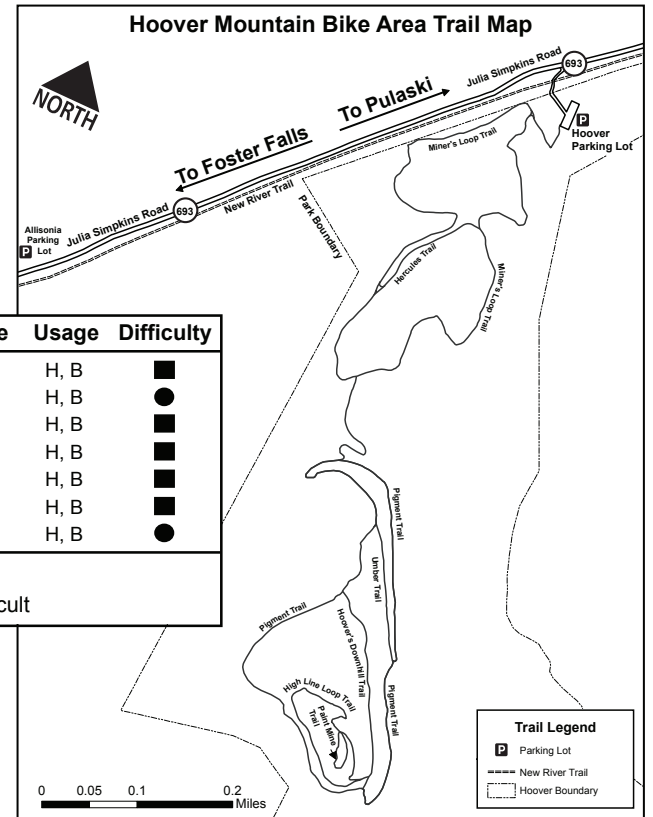 Hoover Mountain Bike Area Trail Map
NORTH
Julia Simpkins Road
693
To Pulaski
To Foster Falls
P
Hoover
Parking Lot
Miner's Loop Trail
New River Trail
693
Park Boundary
Allisonia
Parking
P Lot
Julia Simpkins Road
Hercules Trail
Miner's Loop Trail
Usage Difficulty
H, B
H, B
H, B
H, B
H, B
H, B
H, B
Pigment Trail
Umber Trail
Pigment Trail
Hoover's Downhill Trail
High Line Loop Trail
Paint Mine
Trail
Pigment Trail
Trail Legend
P Parking Lot
New River Trail
Hoover Boundary
0 0.05 0.1 0.2
Miles